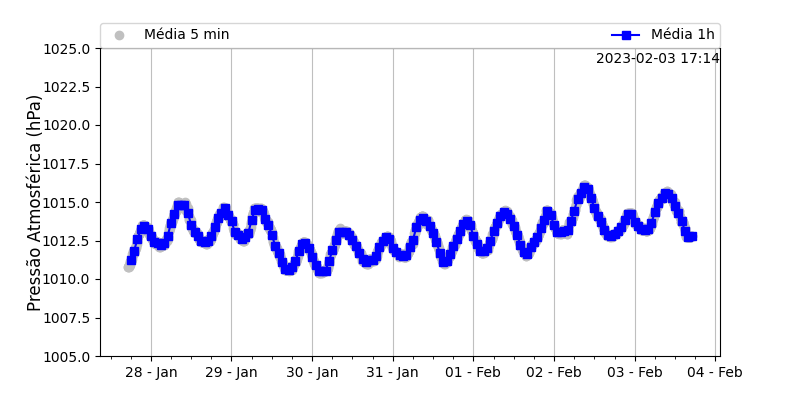 Média 5 min
Média 1h
2023-02-03 17:14
Pressão Atmosférica (hPa)
1025.0
1022.5
1020.0
1017.5
1015.0
1012.5
1010.0
1007.5
1005.0
28 - Jan
29 - Jan
30 - Jan
31 - Jan
01 - Feb
02 - Feb
03 - Feb
04 - Feb